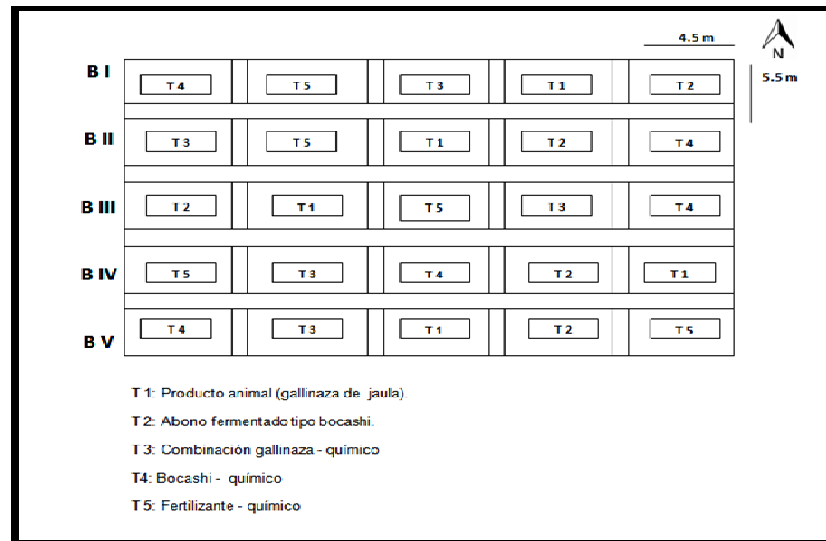 4.5 m
N
5.5 m
B I T 4 T 5 T 3 T 1 T 2
B II T 3 T 5 T 1 T 2 T 4
B III T 2 T 1 T 5 T 3 T 4
B IV T 5 T 3 T 4 T 2 T 1
B V T 4 T 3 T 1 T 2 T 5
T 1: Producto animal (gallinaza de jaula).
T 2: Abono fermentado tipo bocashi.
T 3: Combinación gallinaza - químico
T4: Bocashi - químico
T 5: Fertilizante - químico